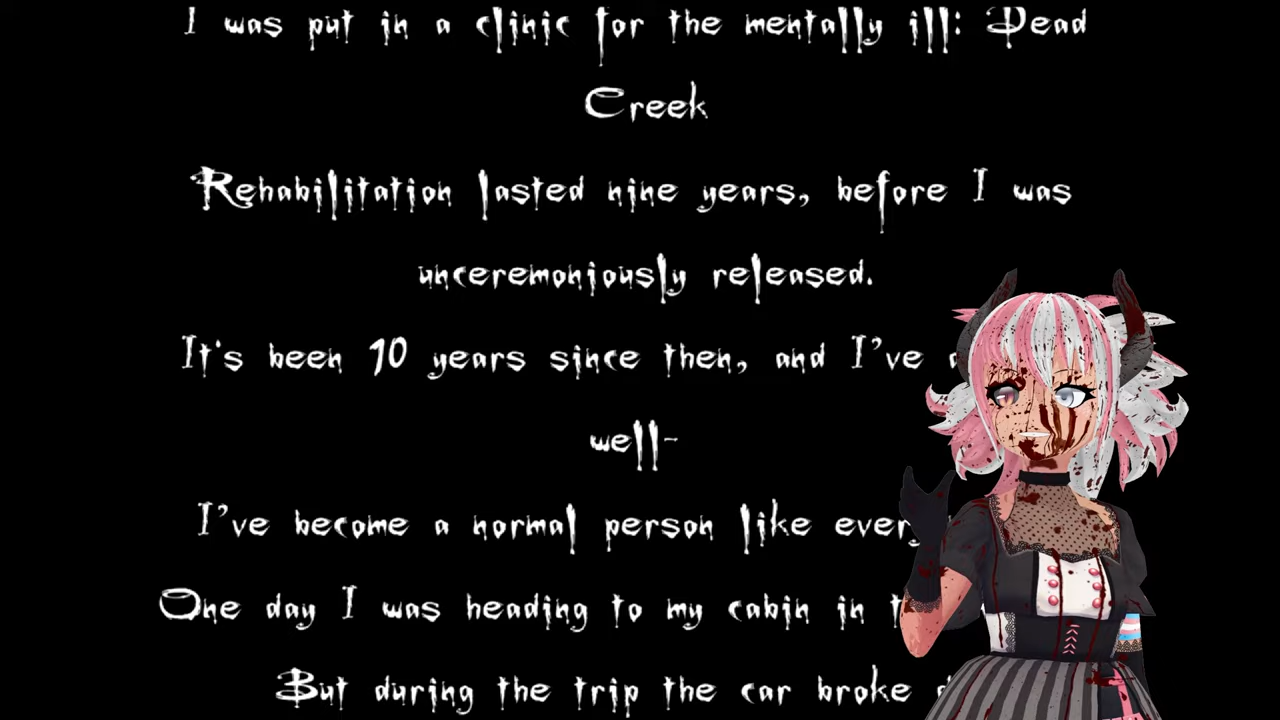 I was put in a clinic for the mentally ill: Dead
Creek
Rehabilitation lasted nine years, before I was
unceremoniously released.
It's been 10 years since then, and I've
well-
I've become a normal person like
One day I was heading to my cabin in
But during the trip the car broke